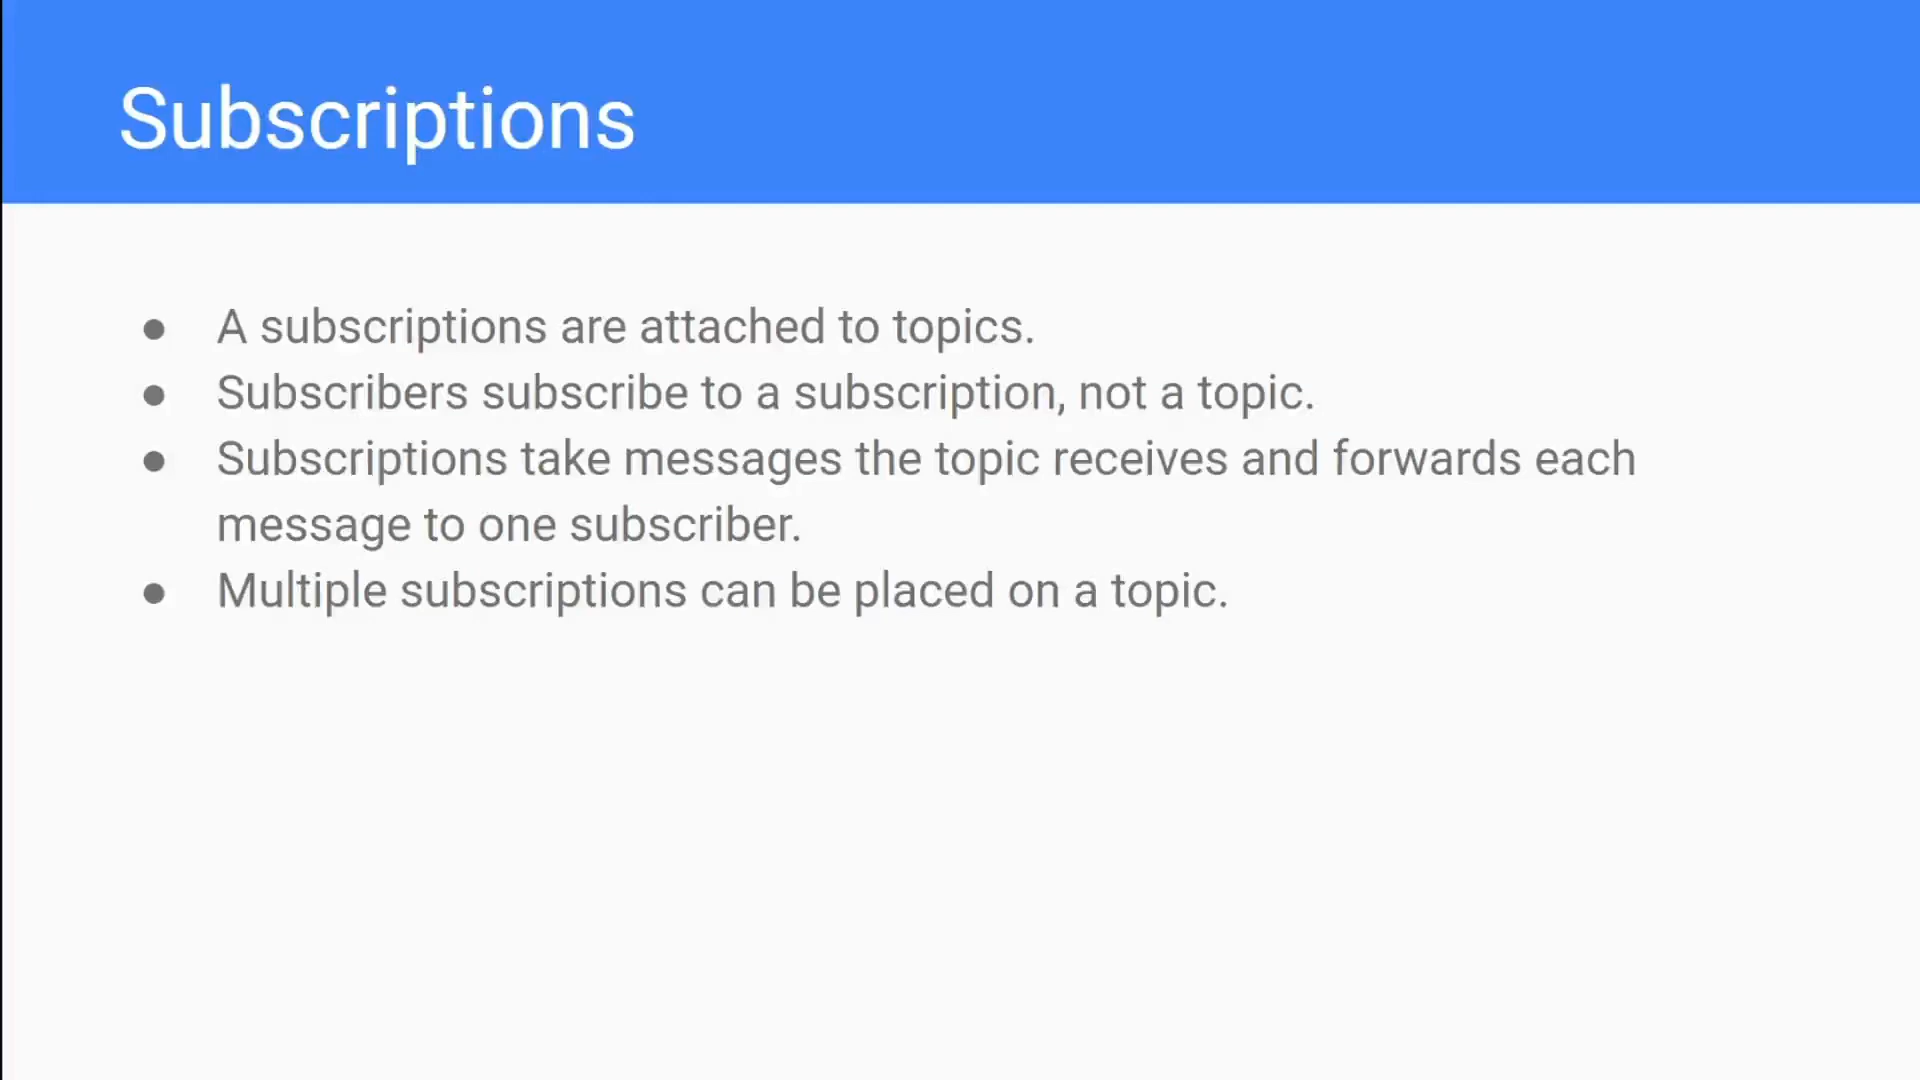 Subscriptions
● A subscriptions are attached to topics.
● Subscribers subscribe to a subscription, not a topic.
● Subscriptions take messages the topic receives and forwards each
message to one subscriber.
● Multiple subscriptions can be placed on a topic.